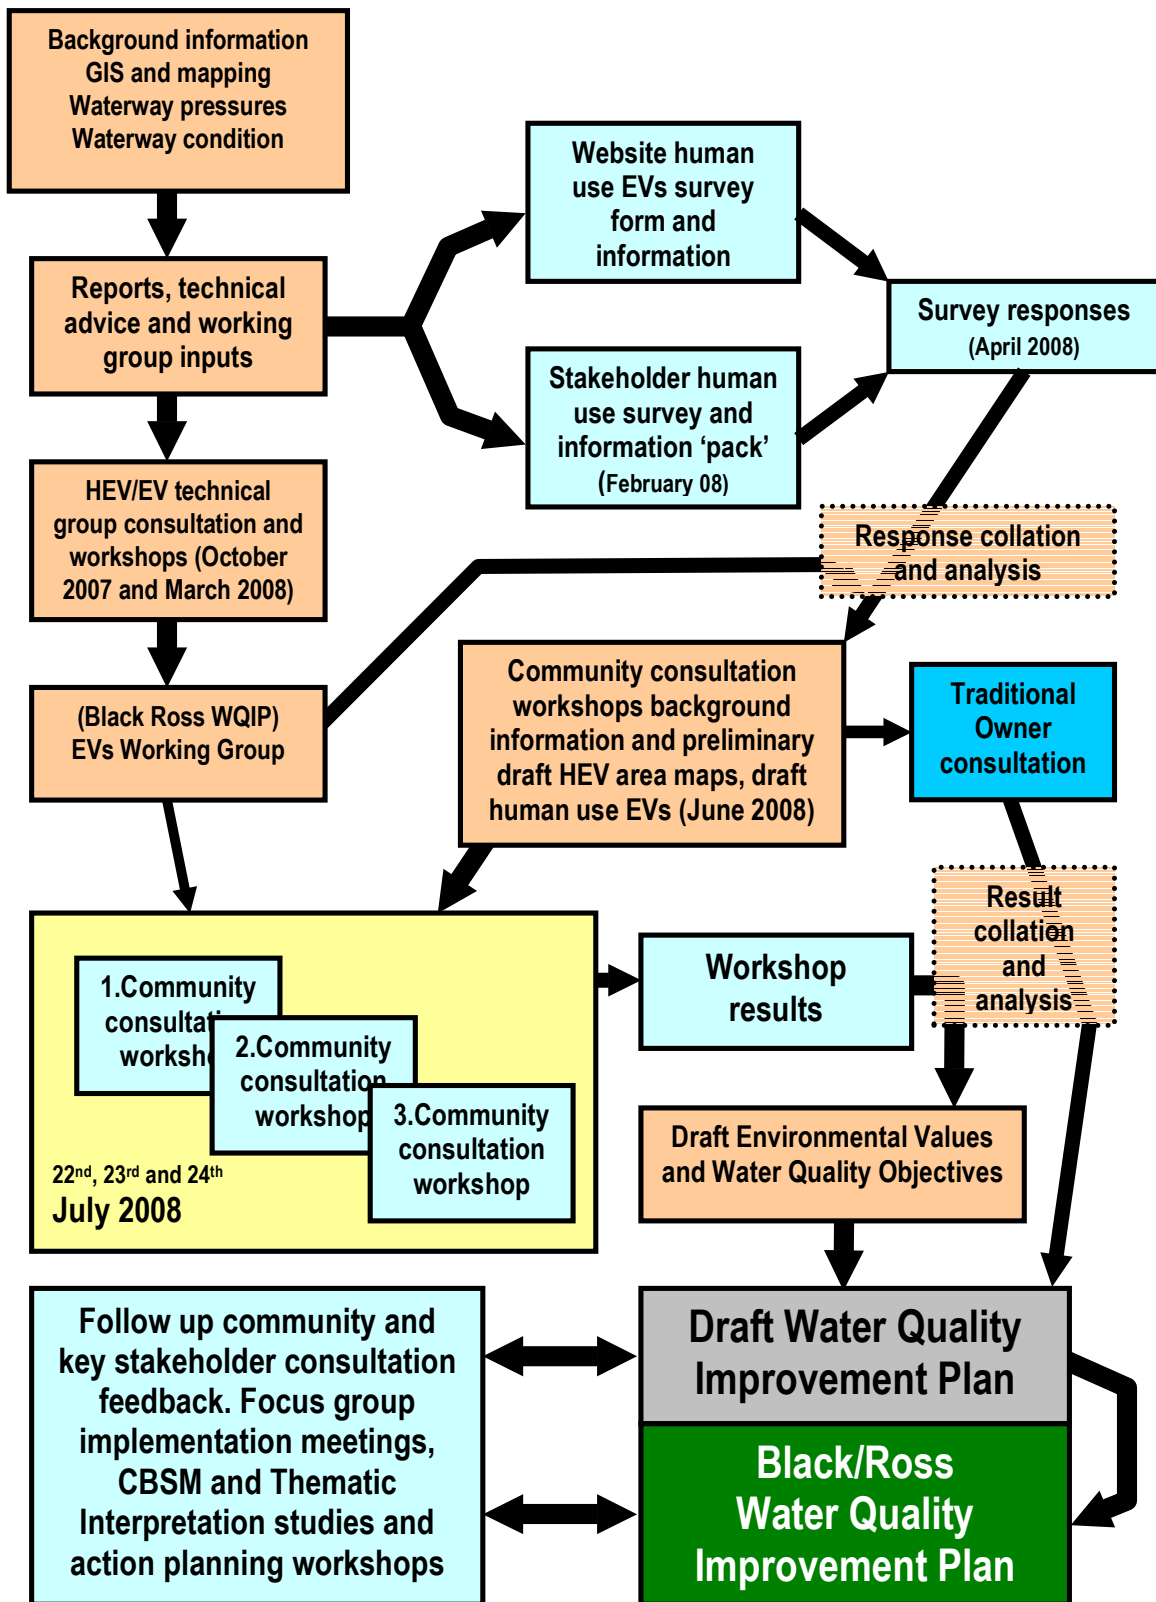 Background information
GIS and mapping
Waterway pressures
Waterway condition
Website human
use EVs survey
form and
information
Reports, technical
advice and working
group inputs
Survey responses
(April 2008)
Stakeholder human
use survey and
information ‘pack’
(February 08)
HEV/EV technical
group consultation and
workshops (October
2007 and March 2008)
Response collation
and analysis
(Black Ross WQIP)
EVs Working Group
Community consultation
workshops background
information and preliminary
draft HEV area maps, draft
human use EVs (June 2008)
Traditional
Owner
consultation
Result
collation
and
analysis
1.Community
consultation
worksho
2.Community
consultation
workshop
3.Community
consultation
workshop
22nd, 23rd and 24th
July 2008
Workshop
results
Draft Environmental Values
and Water Quality Objectives
Follow up community and
key stakeholder consultation
feedback. Focus group
implementation meetings,
CBSM and Thematic
Interpretation studies and
action planning workshops
Draft Water Quality
Improvement Plan
Black/Ross
Water Quality
Improvement Plan